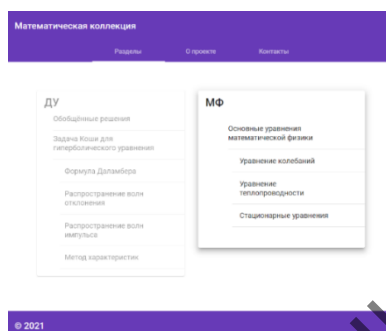 Математическая коллекция
Разделы О проекте Контакты
ДУ
Обобщённые решения
Задача Коши для
гиперболического уравнения
Формула Даламбера
Распространение волн
отклонения
Распространение волн
импульса
Метод характеристик
МФ
Основные уравнения
математической физики
Уравнение колебаний
Уравнение
теплопроводности
Стационарные уравнения
© 2021